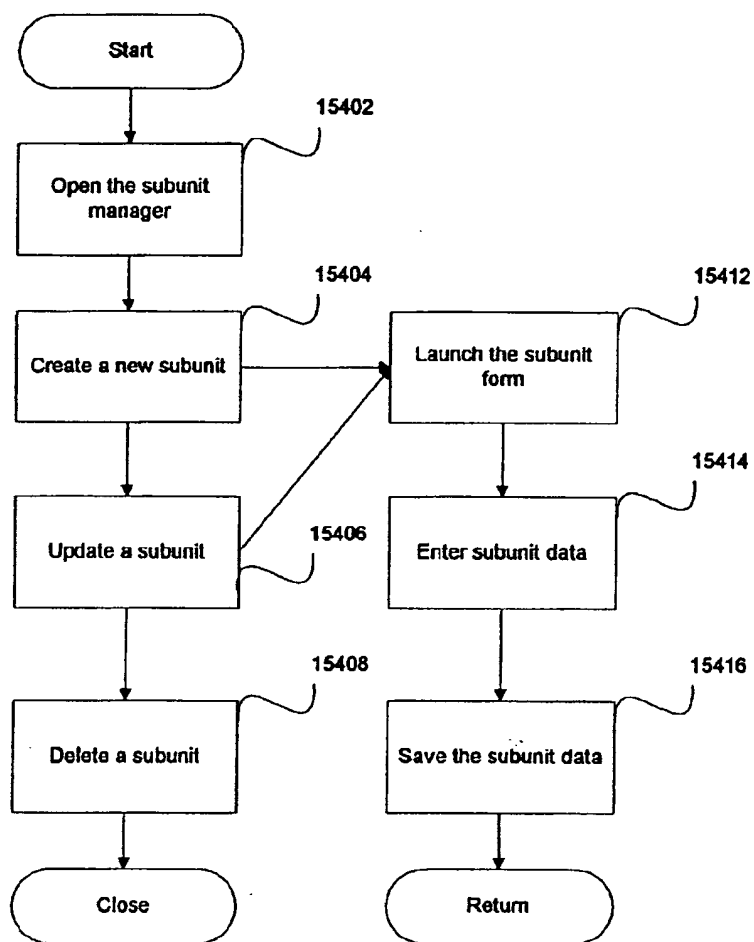 Start
15402
Open the subunit
manager
15404
Create a new subunit
15412
Launch the subunit
form
15406
Update a subunit
15414
Enter subunit data
15408
Delete a subunit
15416
Save the subunit data
Close
Return